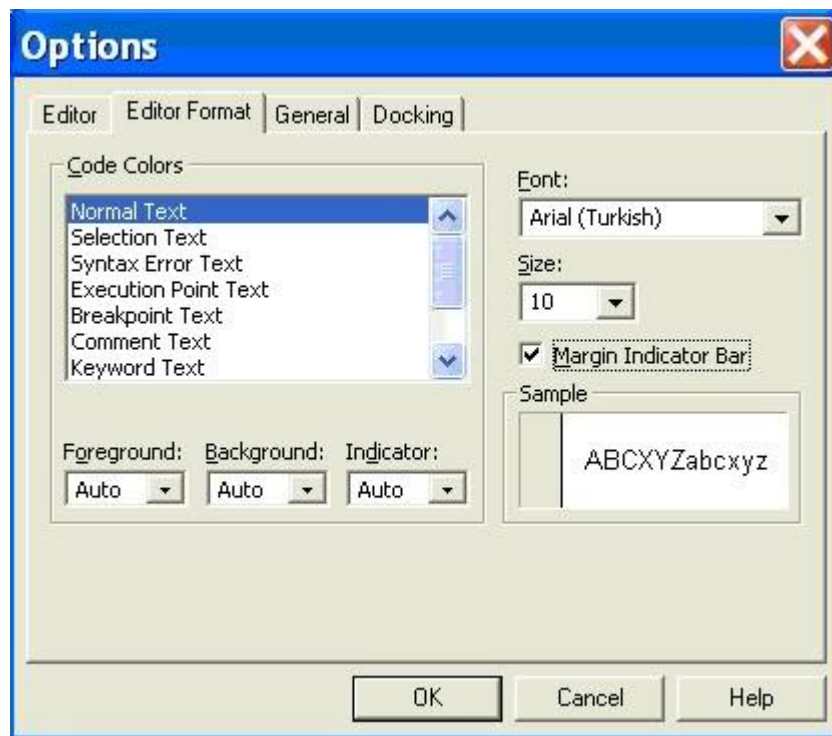 Options
Editor Editor Format General Docking
Code Colors
Normal Text
Selection Text
Syntax Error Text
Execution Point Text
Breakpoint Text
Comment Text
Keyword Text
Foreground: Background: Indicator:
Auto Auto Auto
Font:
Arial (Turkish)
Size:
10
Margin Indicator Bar
Sample
ABCXYZabcxyz
OK Cancel Help